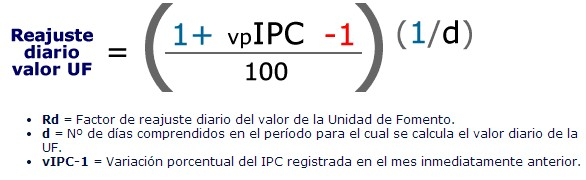 Reajuste
diario
valor UF
=
(1+ vpIPC -1) (1/d)
100
• Rd = Factor de reajuste diario del valor de la Unidad de Fomento.
• d = Nº de días comprendidos en el período para el cual se calcula el valor diario de la
UF.
• vIPC-1 = Variación porcentual del IPC registrada en el mes inmediatamente anterior.